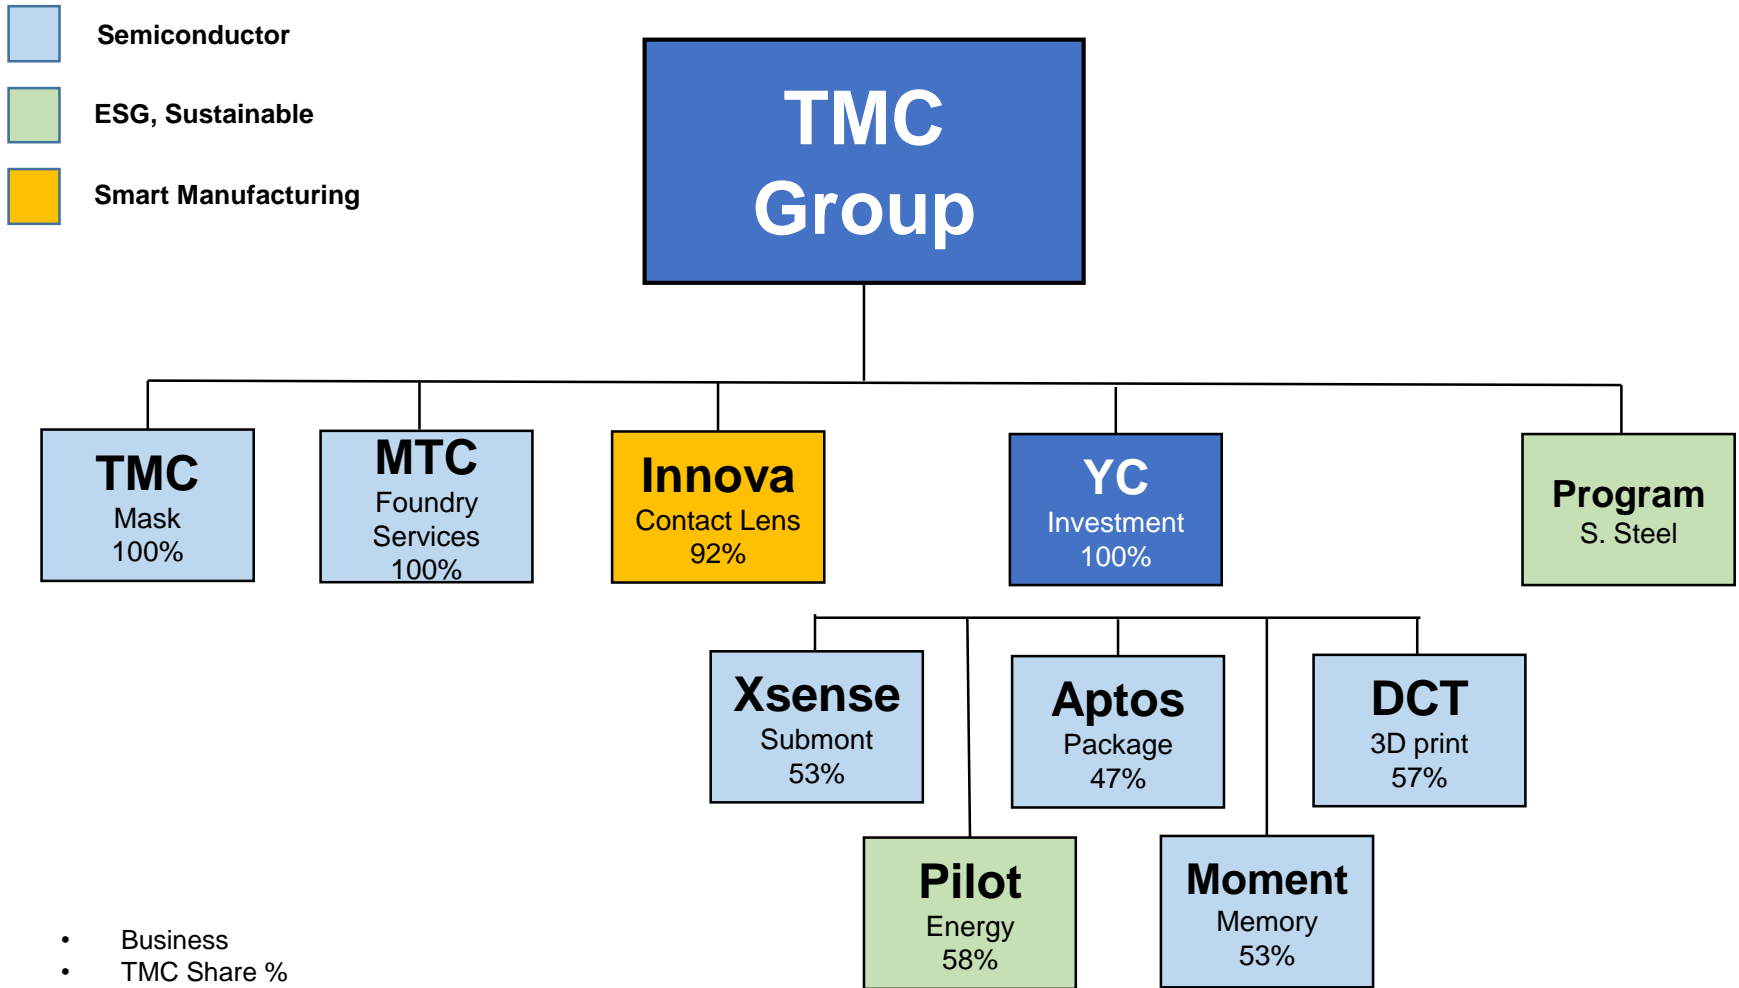 Semiconductor
ESG, Sustainable
Smart Manufacturing
TMC
Group
TMC
Mask
100%
MTC
Foundry
Services
100%
Innova
Contact Lens
92%
YC
Investment
100%
Program
S. Steel
Xsense
Submont
53%
Aptos
Package
47%
DCT
3D print
57%
Pilot
Energy
58%
Moment
Memory
53%
• Business
• TMC Share %